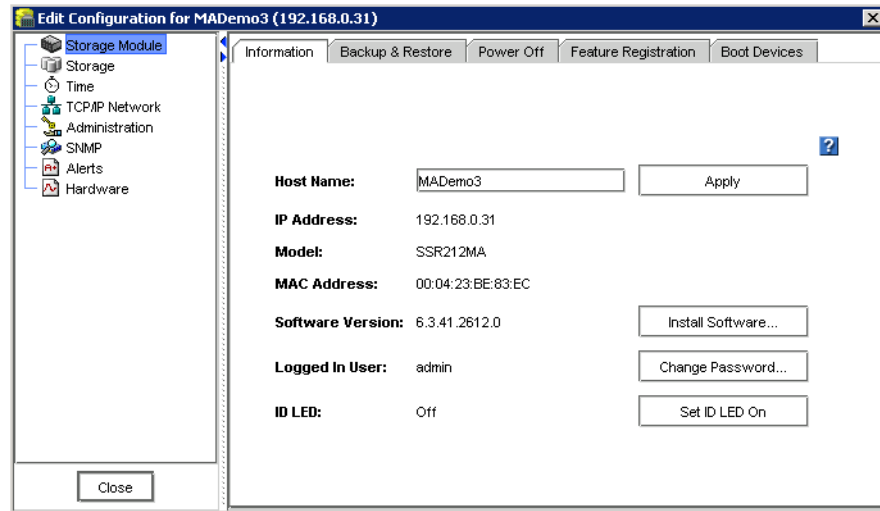 Edit Configuration for MADemo3 (192.168.0.31)
Storage Module
Storage
Time
TCP/IP Network
Administration
SNMP
Alerts
Hardware
Close
Information Backup & Restore Power Off Feature Registration Boot Devices
?
Host Name: MADemo3 Apply
IP Address: 192.168.0.31
Model: SSR212MA
MAC Address: 00:04:23:BE:83:EC
Software Version: 6.3.41.2612.0 Install Software...
Logged In User: admin Change Password...
ID LED: Off Set ID LED On